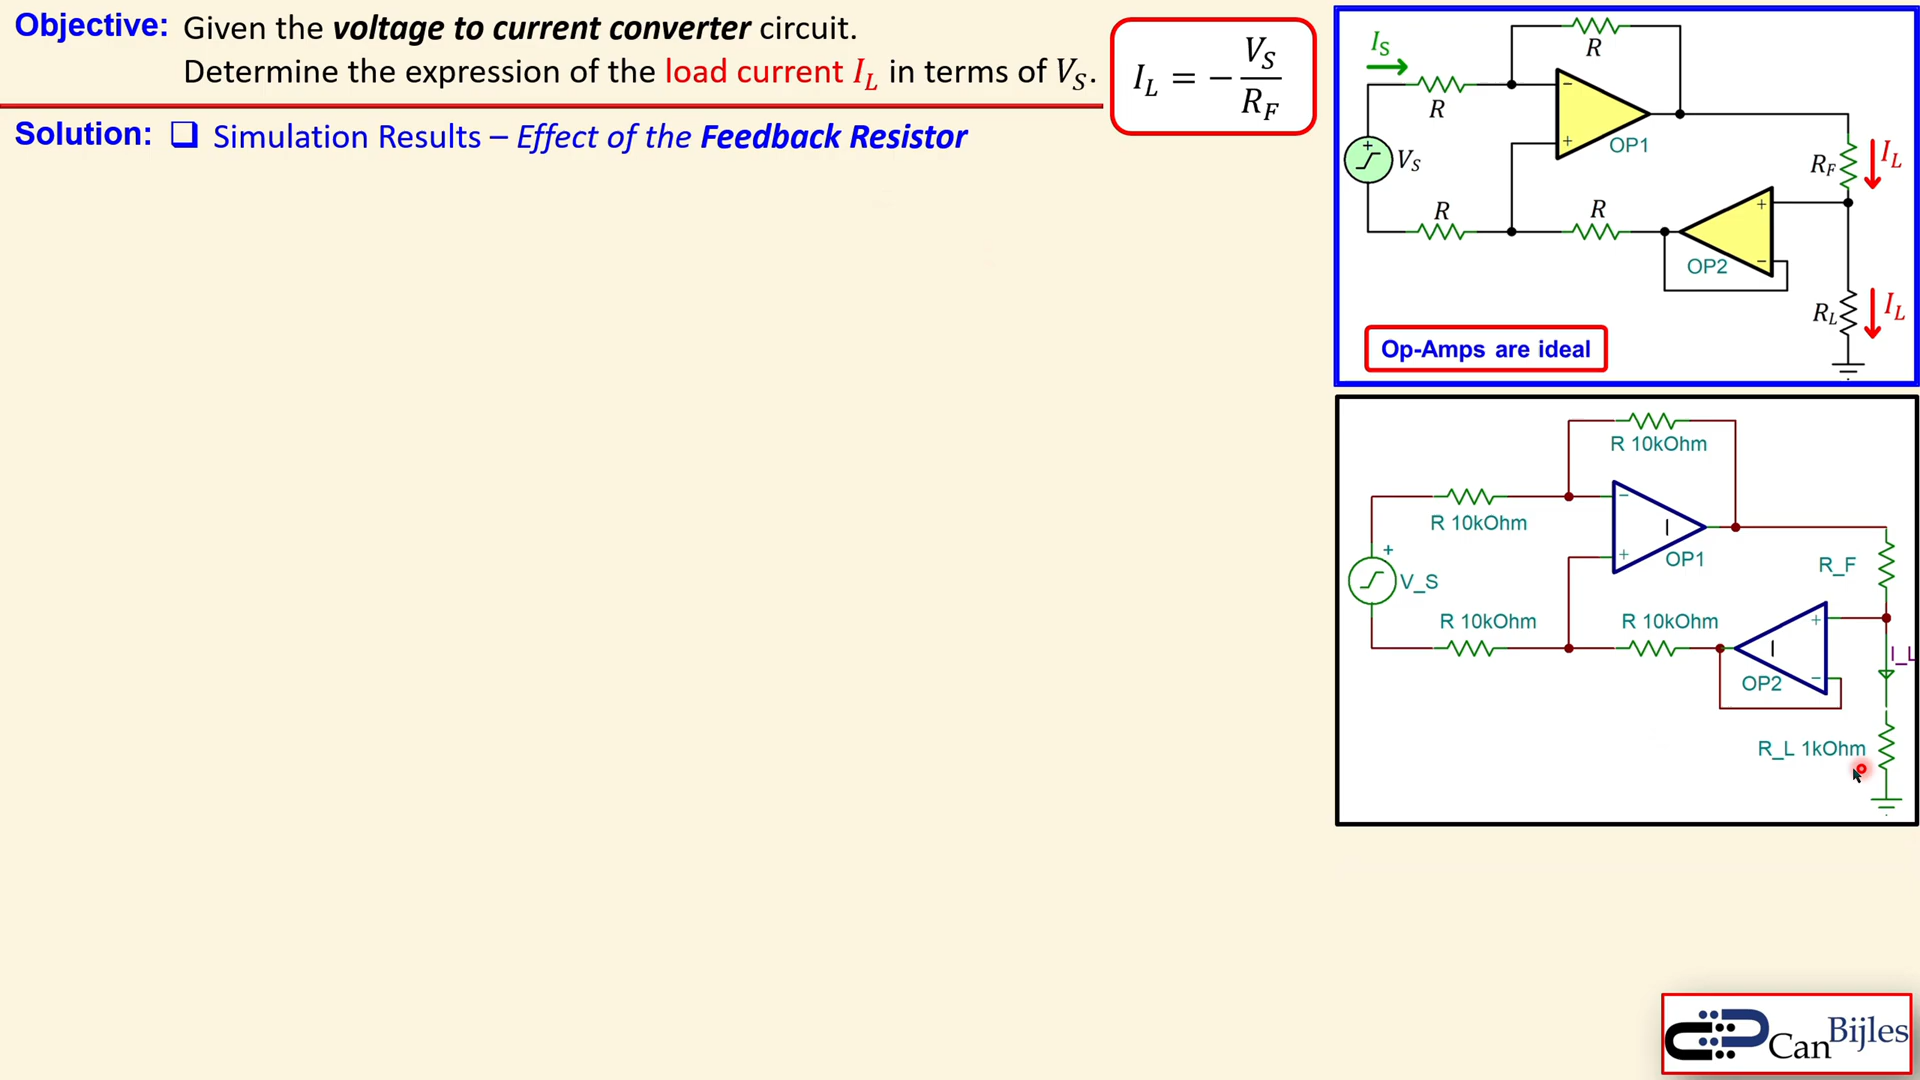 Objective: Given the voltage to current converter circuit.
Determine the expression of the load current I_L in terms of V_S.
I_L = − V_S / R_F
Solution: ❑ Simulation Results – Effect of the Feedback Resistor
I_S
R
R
−
+
OP1
+
V_S
R_F
I_L
R
R
+
−
OP2
R_L
I_L
Op-Amps are ideal
R 10kOhm
R 10kOhm
−
+
I
OP1
+
V_S
R_F
R 10kOhm
R 10kOhm
+
−
I
OP2
I_L
R_L 1kOhm
CanBijles